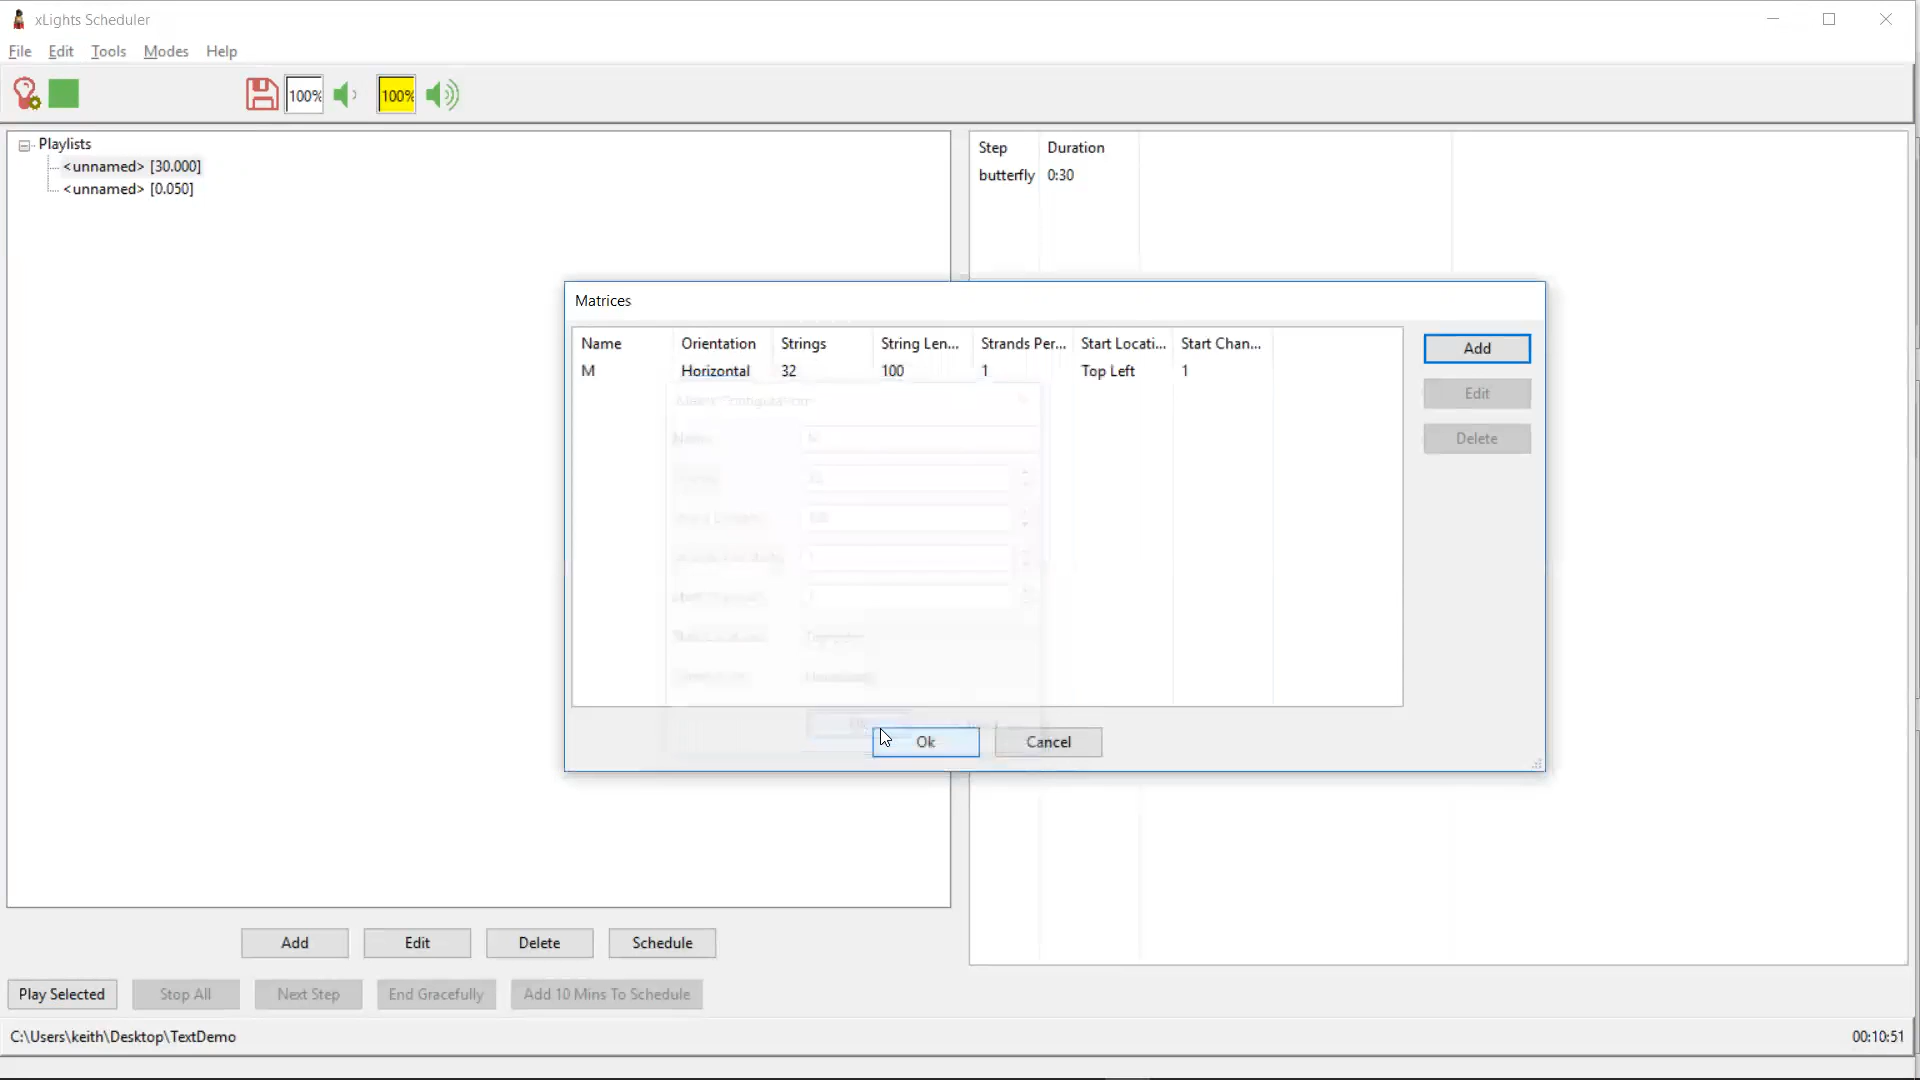 xLights Scheduler
File Edit Tools Modes Help
100% 100%
Playlists
<unnamed> [30.000]
<unnamed> [0.050]
Step Duration
butterfly 0:30
Matrices
Name Orientation Strings String Len... Strands Per... Start Locati... Start Chan...
M Horizontal 32 100 1 Top Left 1
Add
Edit
Delete
Ok Cancel
Add Edit Delete Schedule
Play Selected Stop All Next Step End Gracefully Add 10 Mins To Schedule
C:\Users\keith\Desktop\TextDemo 00:10:51